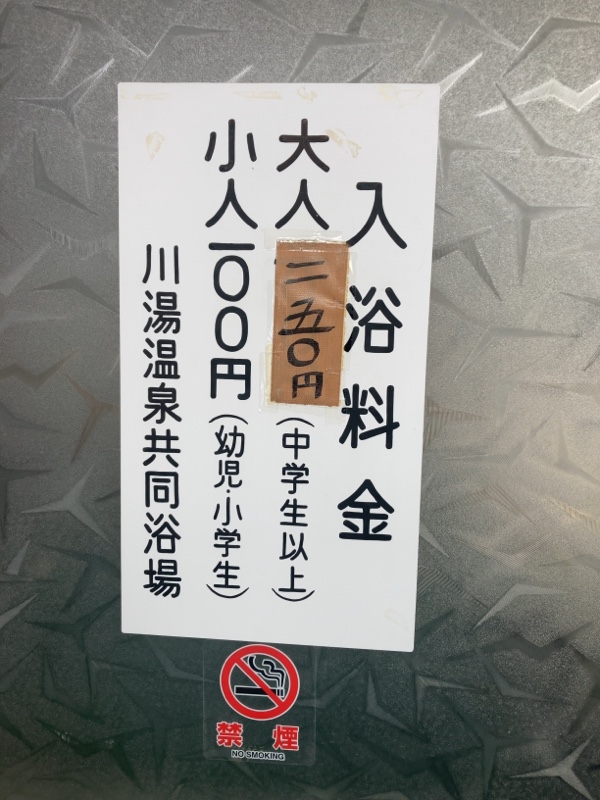 入浴料金
大人二五〇円(中学生以上)
小人一〇〇円(幼児・小学生)
川湯温泉共同浴場
禁煙
NO SMOKING